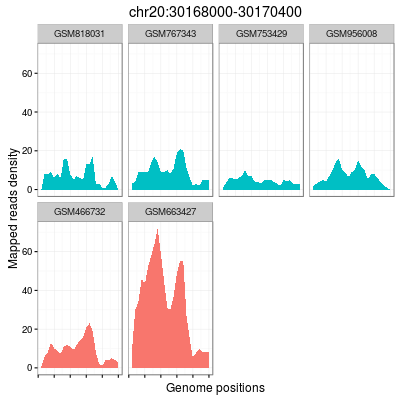 chr20:30168000-30170400
GSM818031 GSM767343 GSM753429 GSM956008
60
40
20
0
GSM466732 GSM663427
60
40
20
0
Mapped reads density
Genome positions